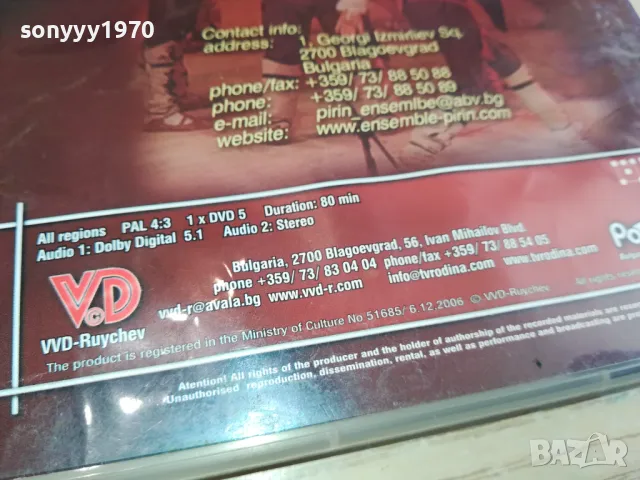 sonyyy1970
Contact info:
address: 1, Georgi Izmirliev Sq.
2700 Blagoevgrad
Bulgaria
phone/fax: +359/ 73/ 88 50 88
phone: +359/ 73/ 88 50 89
e-mail: pirin_ensemlbe@abv.bg
website: www.ensemble-pirin.com
All regions PAL 4:3 1 x DVD 5 Duration: 80 min
Audio 1: Dolby Digital 5.1 Audio 2: Stereo
Bulgaria, 2700 Blagoevgrad, 56, Ivan Mihailov Blvd.
phone +359 / 73/ 83 04 04 phone/fax +359 / 73/ 88 54 05
vvd-r@avala.bg www.vvd-r.com info@tvrodina.com www.tvrodina.com
VCD
VVD-Ruychev
The product is registered in the Ministry of Culture No 51685/ 6.12.2006 © VVD-Ruychev
All rights
Atention! All rights of the producer and the holder of authorship of the recorded materials are
Unauthorised reproduction, dissemination, rental, as well as performance and broadcasting are
BAZAR